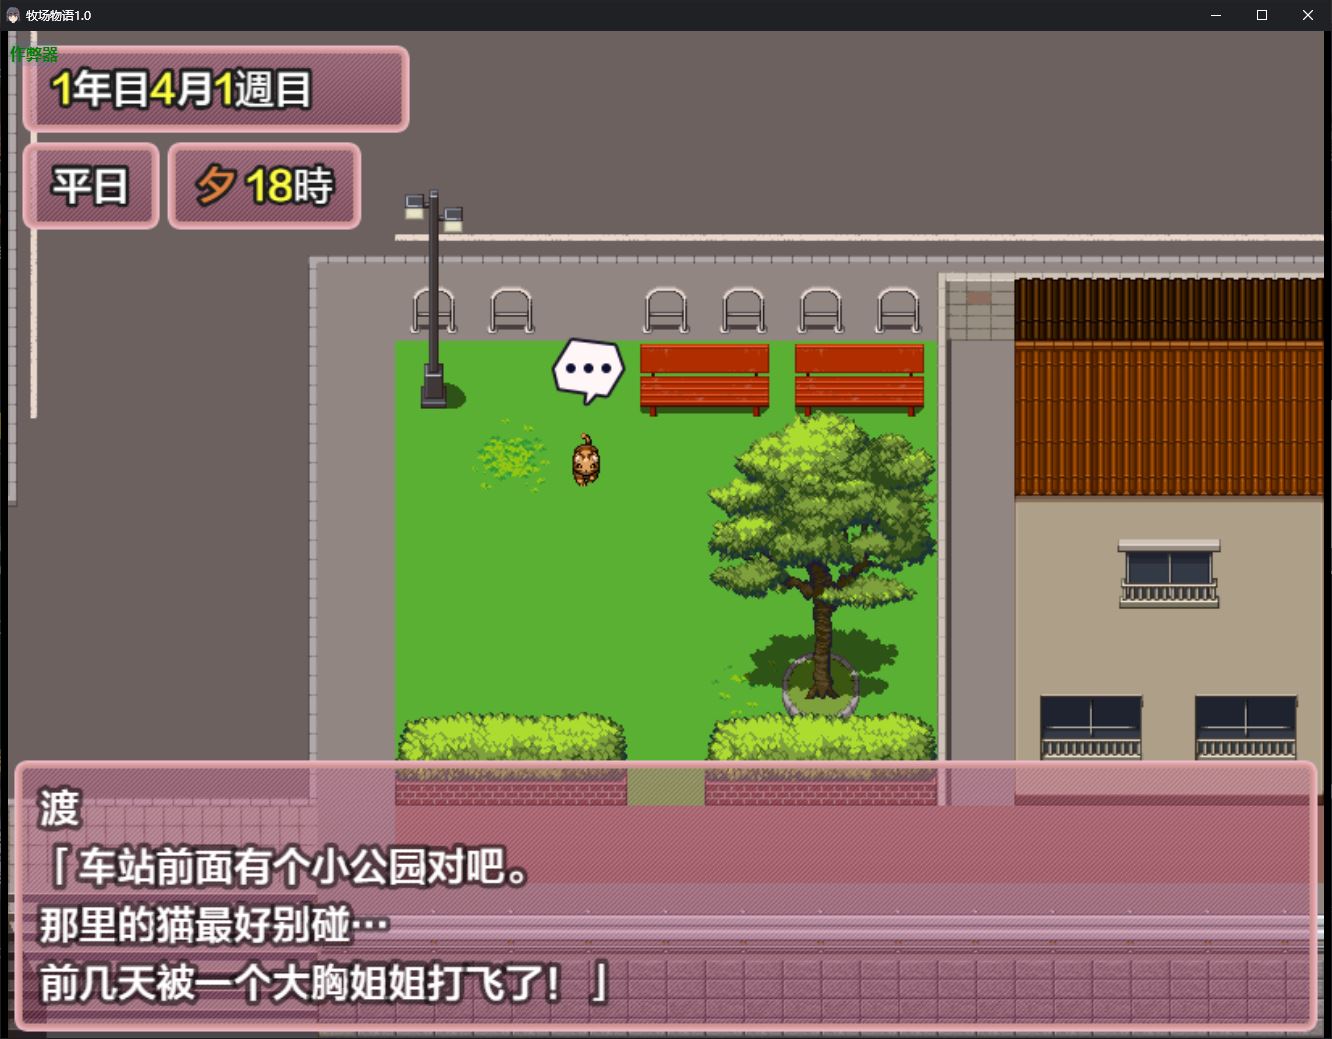 牧场物语1.0
作弊器
1年目4月1週目
平日
夕 18時
渡
「车站前面有个小公园对吧。
那里的猫最好别碰…
前几天被一个大胸姐姐打飞了！」